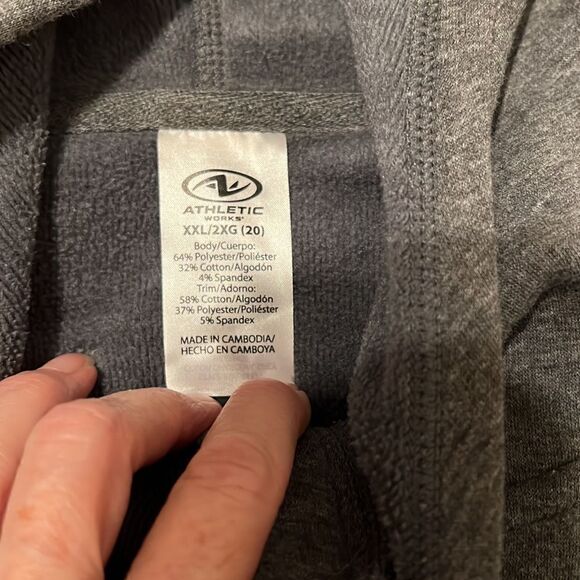 ATHLETIC
WORKS®
XXL/2XG (20)
Body/Cuerpo:
64% Polyester/Poliéster
32% Cotton/Algodón
4% Spandex
Trim/Adorno:
58% Cotton/Algodón
37% Polyester/Poliéster
5% Spandex
MADE IN CAMBODIA/
HECHO EN CAMBOYA